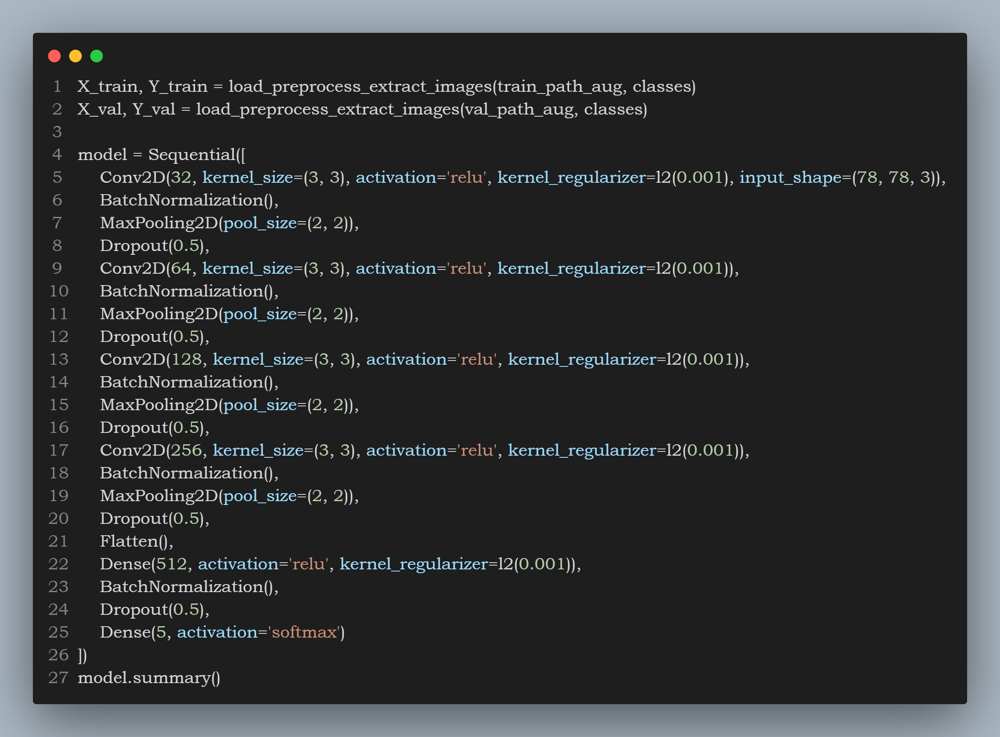 1 X_train, Y_train = load_preprocess_extract_images(train_path_aug, classes)
2 X_val, Y_val = load_preprocess_extract_images(val_path_aug, classes)
3
4 model = Sequential([
5     Conv2D(32, kernel_size=(3, 3), activation='relu', kernel_regularizer=l2(0.001), input_shape=(78, 78, 3)),
6     BatchNormalization(),
7     MaxPooling2D(pool_size=(2, 2)),
8     Dropout(0.5),
9     Conv2D(64, kernel_size=(3, 3), activation='relu', kernel_regularizer=l2(0.001)),
10     BatchNormalization(),
11     MaxPooling2D(pool_size=(2, 2)),
12     Dropout(0.5),
13     Conv2D(128, kernel_size=(3, 3), activation='relu', kernel_regularizer=l2(0.001)),
14     BatchNormalization(),
15     MaxPooling2D(pool_size=(2, 2)),
16     Dropout(0.5),
17     Conv2D(256, kernel_size=(3, 3), activation='relu', kernel_regularizer=l2(0.001)),
18     BatchNormalization(),
19     MaxPooling2D(pool_size=(2, 2)),
20     Dropout(0.5),
21     Flatten(),
22     Dense(512, activation='relu', kernel_regularizer=l2(0.001)),
23     BatchNormalization(),
24     Dropout(0.5),
25     Dense(5, activation='softmax')
26 ])
27 model.summary()